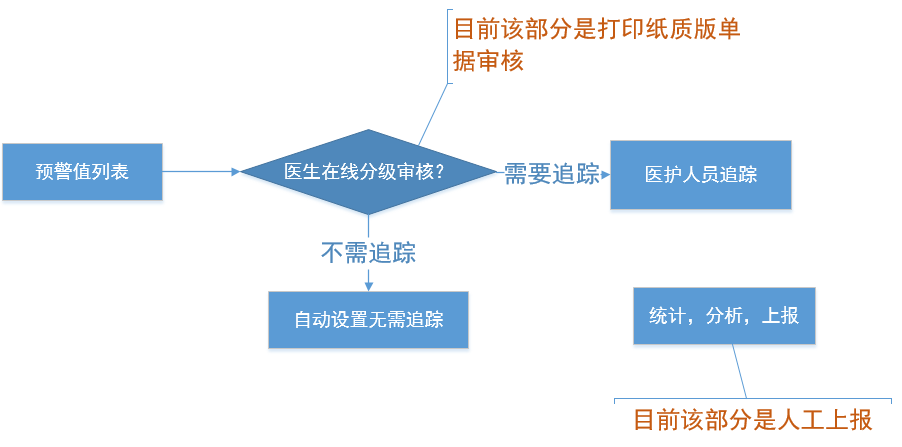 目前该部分是打印纸质版单
据审核
预警值列表
医生在线分级审核？
需要追踪
医护人员追踪
不需追踪
自动设置无需追踪
统计，分析，上报
目前该部分是人工上报